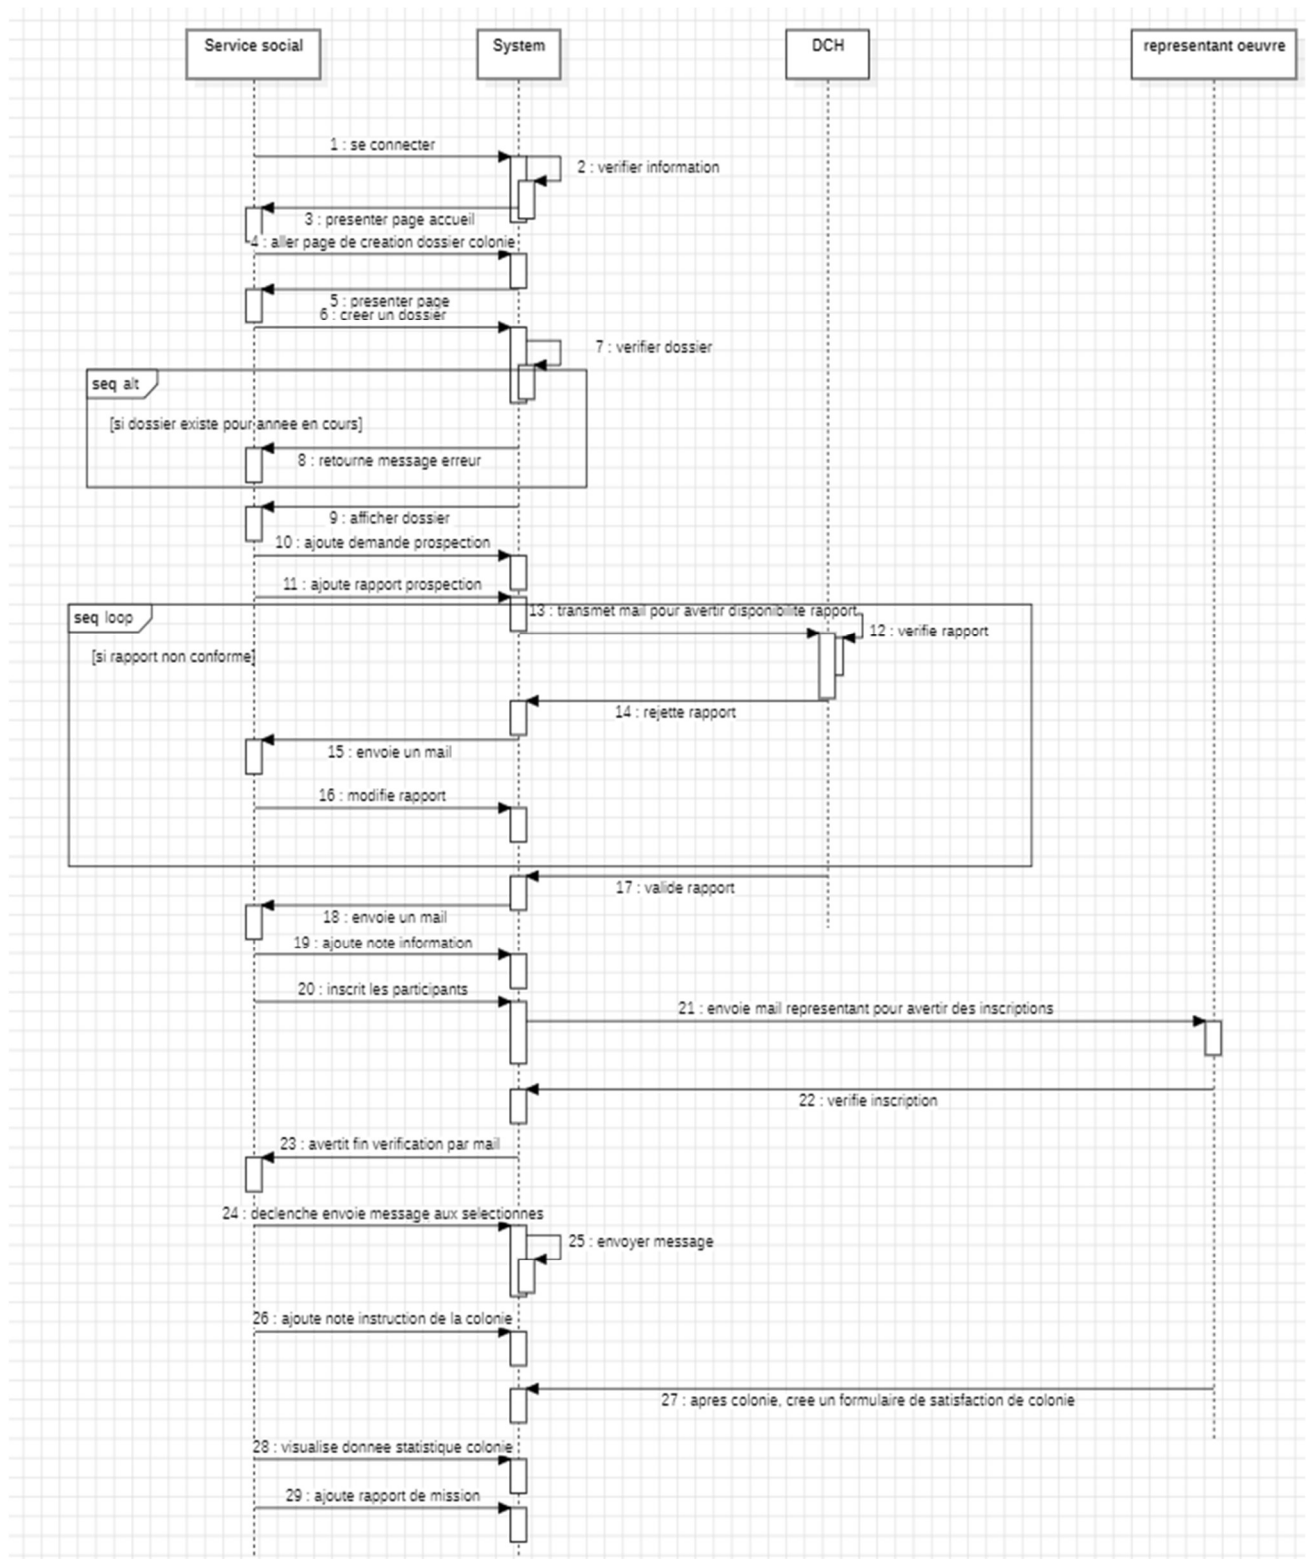 Service social
System
DCH
representant oeuvre
1 : se connecter
2 : verifier information
3 : presenter page accueil
4 : aller page de creation dossier colonie
5 : presenter page
6 : creer un dossier
7 : verifier dossier
seq alt
[si dossier existe pour annee en cours]
8 : retourne message erreur
9 : afficher dossier
10 : ajoute demande prospection
11 : ajoute rapport prospection
seq loop
13 : transmet mail pour avertir disponibilite rapport
12 : verifie rapport
[si rapport non conforme]
14 : rejette rapport
15 : envoie un mail
16 : modifie rapport
17 : valide rapport
18 : envoie un mail
19 : ajoute note information
20 : inscrit les participants
21 : envoie mail representant pour avertir des inscriptions
22 : verifie inscription
23 : avertit fin verification par mail
24 : declenche envoie message aux selectionnes
25 : envoyer message
26 : ajoute note instruction de la colonie
27 : apres colonie, cree un formulaire de satisfaction de colonie
28 : visualise donnee statistique colonie
29 : ajoute rapport de mission